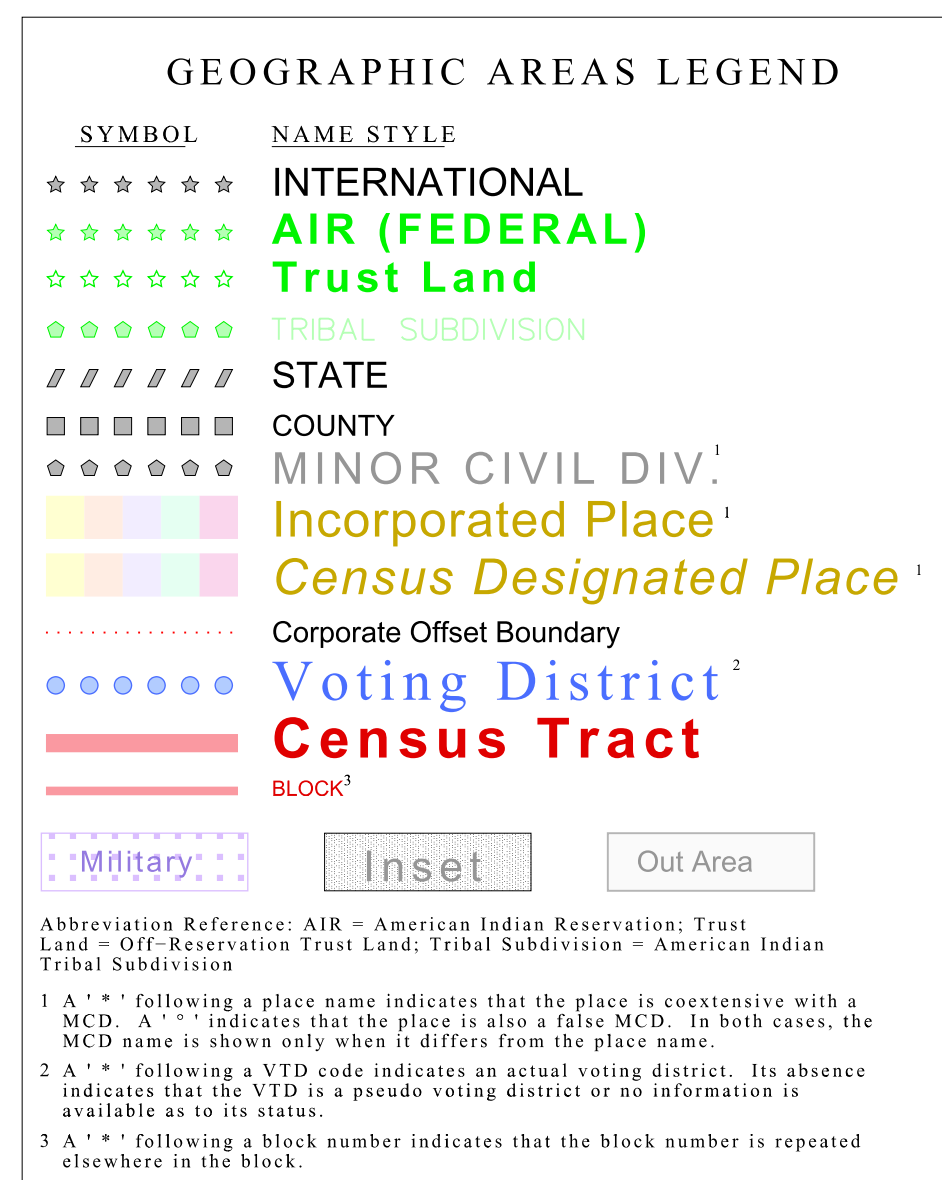 GEOGRAPHIC AREAS LEGEND
SYMBOL NAME STYLE
INTERNATIONAL
AIR (FEDERAL)
Trust Land
TRIBAL SUBDIVISION
STATE
COUNTY
MINOR CIVIL DIV. 1
Incorporated Place 1
Census Designated Place 1
Corporate Offset Boundary
Voting District 2
Census Tract
BLOCK 3
Military Inset Out Area
Abbreviation Reference: AIR = American Indian Reservation; Trust
Land = Off−Reservation Trust Land; Tribal Subdivision = American Indian
Tribal Subdivision
1 A ' * ' following a place name indicates that the place is coextensive with a
MCD. A ' ° ' indicates that the place is also a false MCD. In both cases, the
MCD name is shown only when it differs from the place name.
2 A ' * ' following a VTD code indicates an actual voting district. Its absence
indicates that the VTD is a pseudo voting district or no information is
available as to its status.
3 A ' * ' following a block number indicates that the block number is repeated
elsewhere in the block.